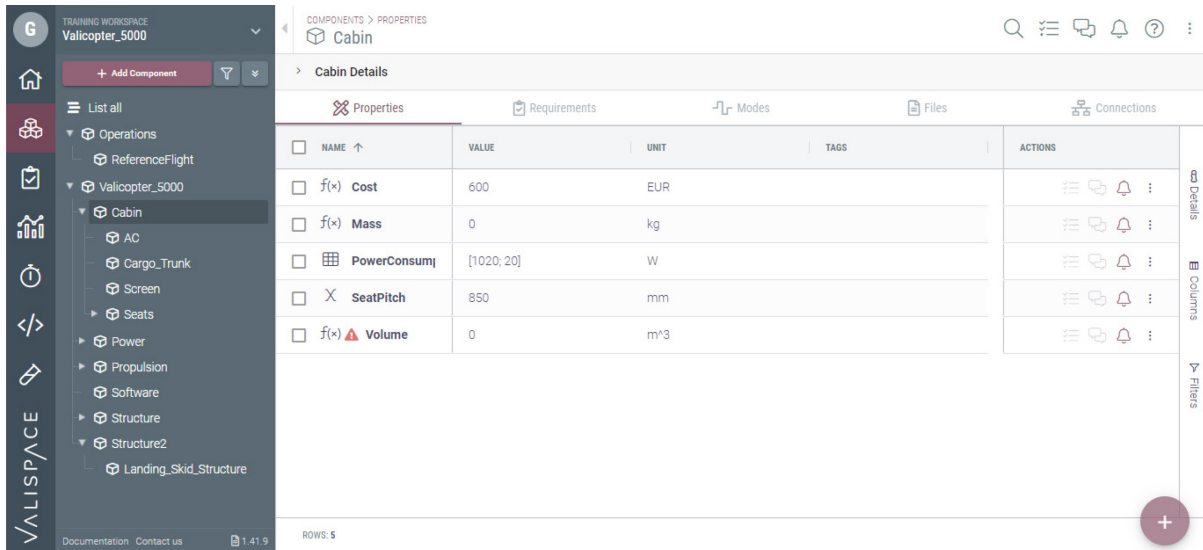 G
TRAINING WORKSPACE
Valicopter_5000
+ Add Component
List all
Operations
ReferenceFlight
Valicopter_5000
Cabin
AC
Cargo_Trunk
Screen
Seats
Power
Propulsion
Software
Structure
Structure2
Landing_Skid_Structure
VALISPACE
Documentation Contact us 1.41.9
COMPONENTS > PROPERTIES
Cabin
Cabin Details
Properties Requirements Modes Files Connections
NAME VALUE UNIT TAGS ACTIONS
f(x) Cost 600 EUR
f(x) Mass 0 kg
PowerConsum [1020; 20] W
X SeatPitch 850 mm
f(x) Volume 0 m^3
Details
Columns
Filters
ROWS: 5
+